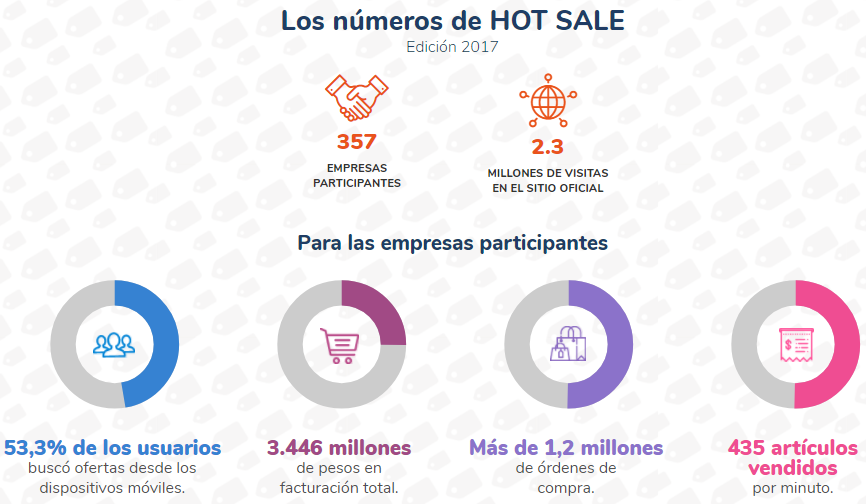 Los números de HOT SALE
Edición 2017
357
EMPRESAS
PARTICIPANTES
2.3
MILLONES DE VISITAS
EN EL SITIO OFICIAL
Para las empresas participantes
53,3% de los usuarios
buscó ofertas desde los
dispositivos móviles.
3.446 millones
de pesos en
facturación total.
Más de 1,2 millones
de órdenes de
compra.
$
435 artículos
vendidos
por minuto.